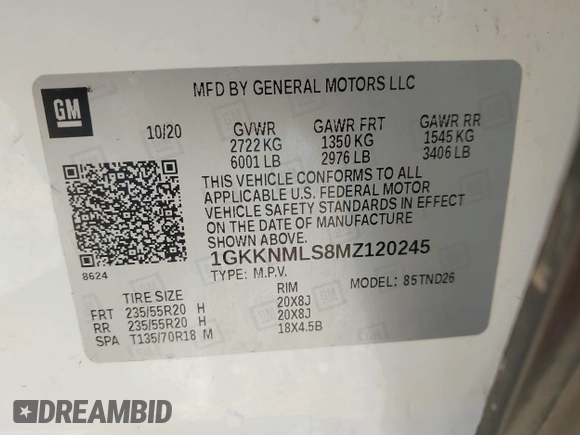 GM
MFD BY GENERAL MOTORS LLC
10/20 GVWR GAWR FRT GAWR RR
2722 KG 1350 KG 1545 KG
6001 LB 2976 LB 3406 LB
THIS VEHICLE CONFORMS TO ALL
APPLICABLE U.S. FEDERAL MOTOR
VEHICLE SAFETY STANDARDS IN EFFECT
ON THE DATE OF MANUFACTURE
SHOWN ABOVE.
8624
1GKKNMLS8MZ120245
TYPE: M.P.V. MODEL: 85TND26
TIRE SIZE RIM
FRT 235/55R20 H 20X8J
RR 235/55R20 H 20X8J
SPA T135/70R18 M 18X4.5B
DREAMBID